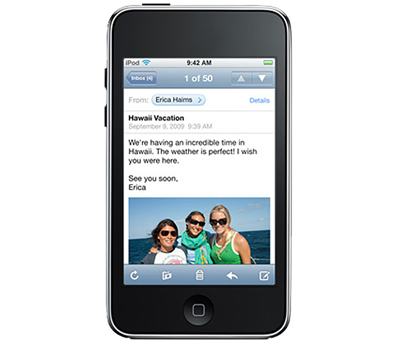 iPod 9:42 AM
Inbox (4) 1 of 50
From: Erica Haims Details
Hawaii Vacation
September 9, 2009 9:39 AM
We're having an incredible time in
Hawaii. The weather is perfect! I wish
you were here.
See you soon,
Erica